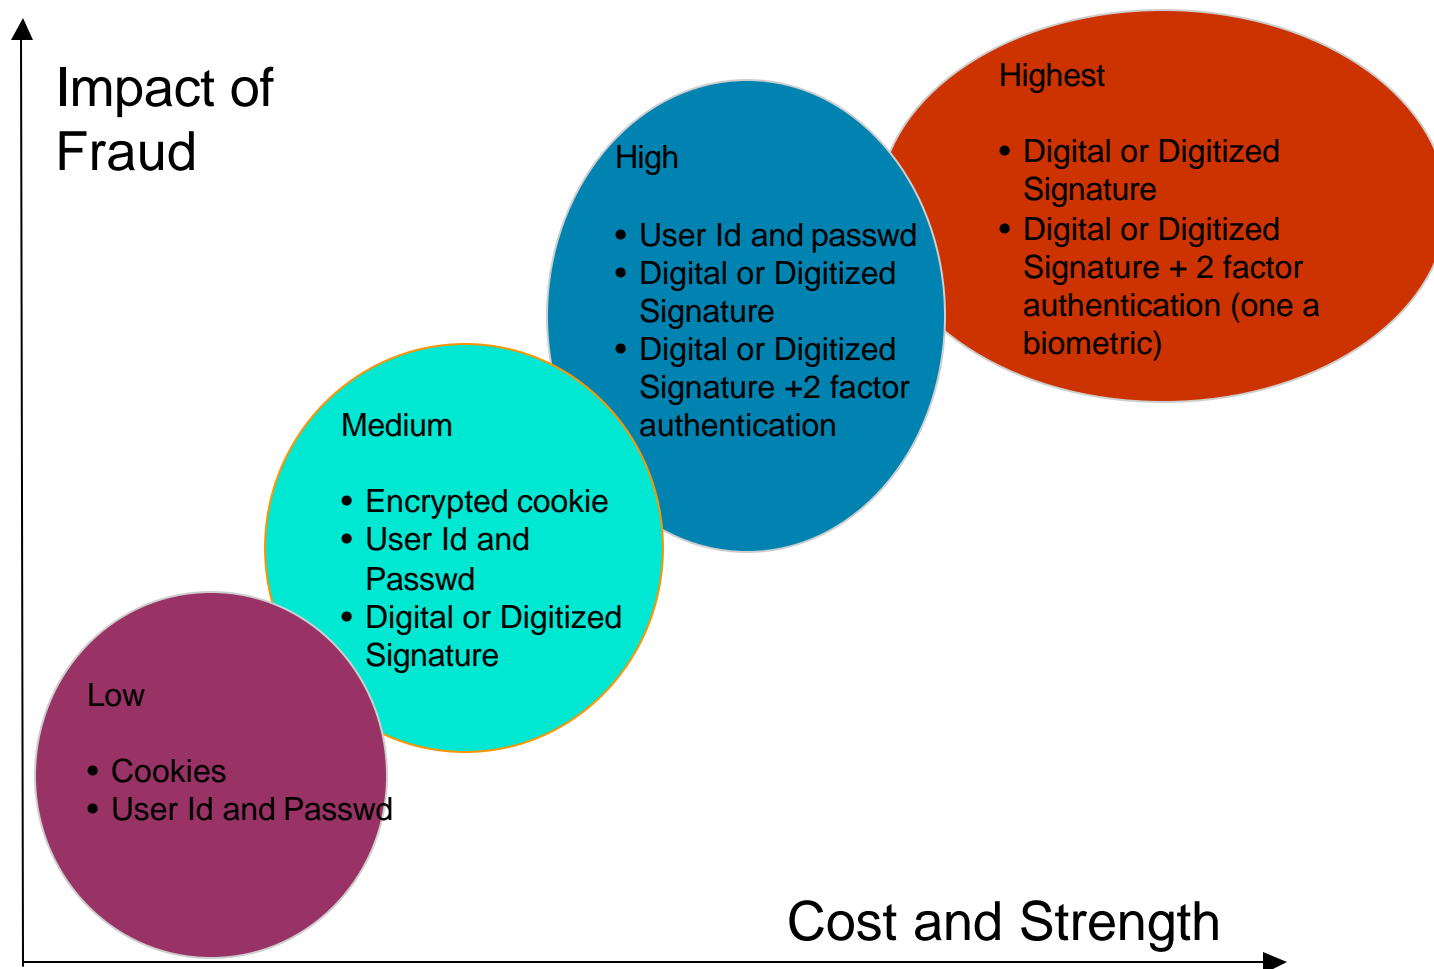 Impact of
Fraud
Highest
• Digital or Digitized
Signature
• Digital or Digitized
Signature + 2 factor
authentication (one a
biometric)
High
• User Id and passwd
• Digital or Digitized
Signature
• Digital or Digitized
Signature +2 factor
authentication
Medium
• Encrypted cookie
• User Id and
Passwd
• Digital or Digitized
Signature
Low
• Cookies
• User Id and Passwd
Cost and Strength